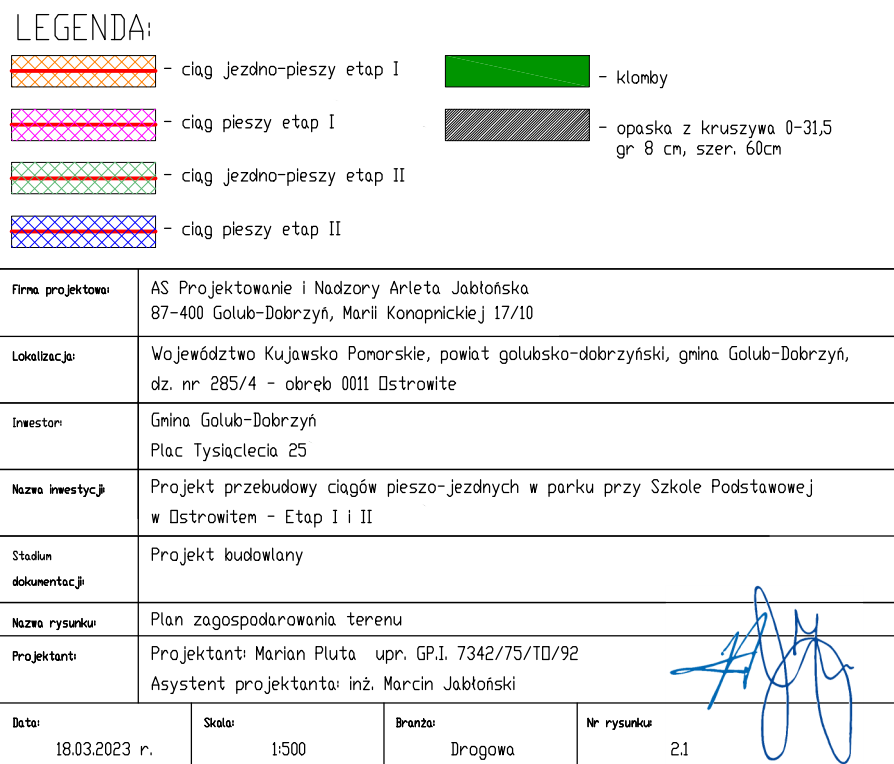 LEGENDA:
- ciąg jezdno-pieszy etap I
- klomby
- ciąg pieszy etap I
- opaska z kruszywa 0-31,5
gr 8 cm, szer. 60cm
- ciąg jezdno-pieszy etap II
- ciąg pieszy etap II
Firma projektowa:
AS Projektowanie i Nadzory Arleta Jabłońska
87-400 Golub-Dobrzyń, Marii Konopnickiej 17/10
Lokalizacja:
Województwo Kujawsko Pomorskie, powiat golubsko-dobrzyński, gmina Golub-Dobrzyń,
dz. nr 285/4 - obręb 0011 Ostrowite
Inwestor:
Gmina Golub-Dobrzyń
Plac Tysiąclecia 25
Nazwa inwestycji:
Projekt przebudowy ciągów pieszo-jezdnych w parku przy Szkole Podstawowej
w Ostrowitem - Etap I i II
Stadium
dokumentacji:
Projekt budowlany
Nazwa rysunku:
Plan zagospodarowania terenu
Projektant:
Projektant: Marian Pluta upr. GP.I. 7342/75/TO/92
Asystent projektanta: inż. Marcin Jabłoński
Data:
18.03.2023 r.
Skala:
1:500
Branża:
Drogowa
Nr rysunku:
2.1